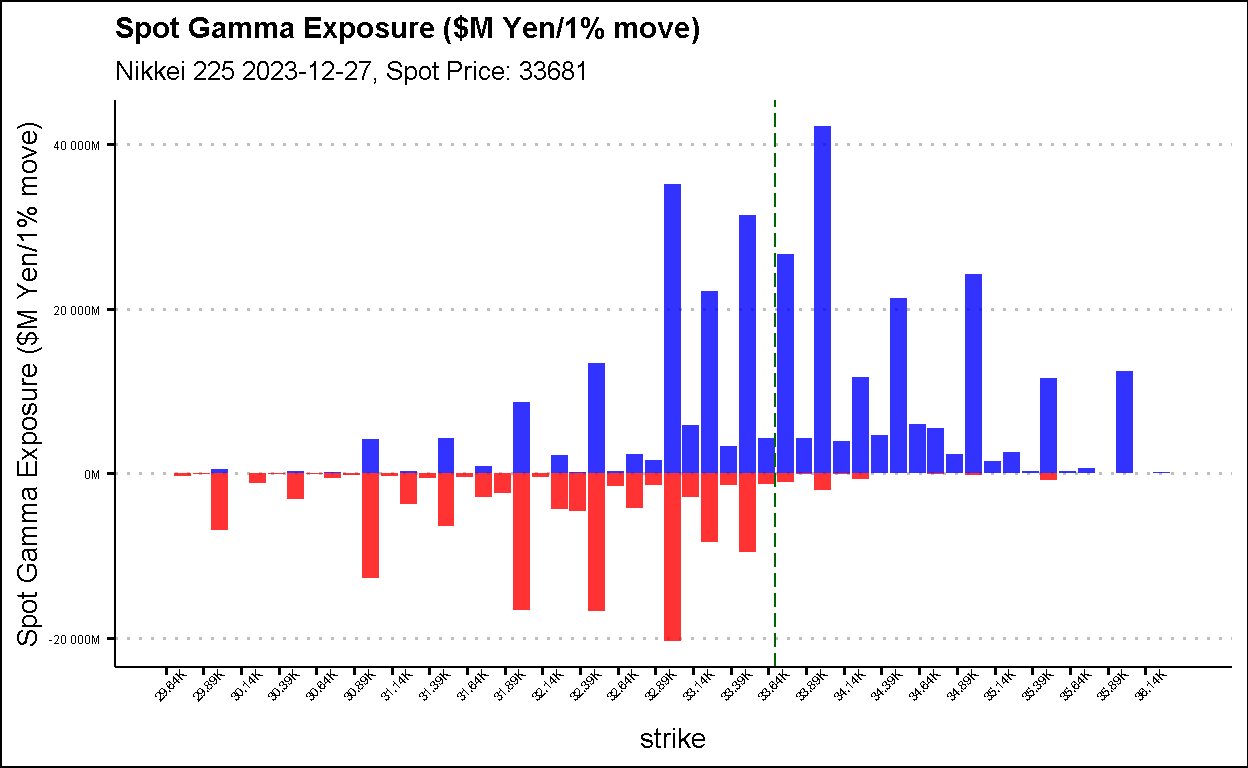 Spot Gamma Exposure ($M Yen/1% move)
Nikkei 225 2023-12-27, Spot Price: 33681
Spot Gamma Exposure ($M Yen/1% move)
40 000M
20 000M
0M
-20 000M
29.64K 29.89K 30.14K 30.39K 30.64K 30.89K 31.14K 31.39K 31.64K 31.89K 32.14K 32.39K 32.64K 32.89K 33.14K 33.39K 33.64K 33.89K 34.14K 34.39K 34.64K 34.89K 35.14K 35.39K 35.64K 35.89K 36.14K
strike